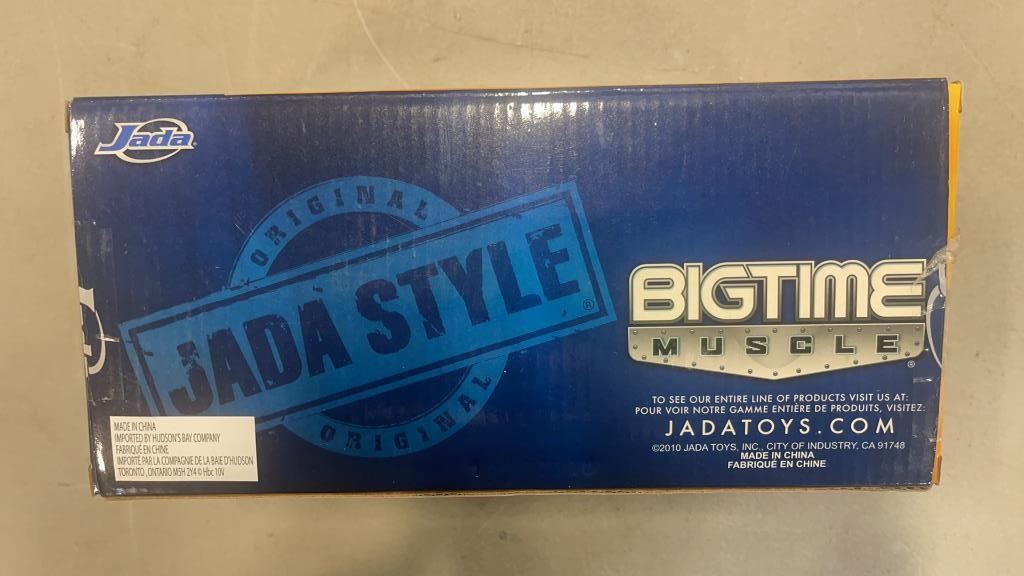 Jada
ORIGINAL
JADA STYLE®
ORIGINAL
BIGTIME
MUSCLE®
TO SEE OUR ENTIRE LINE OF PRODUCTS VISIT US AT:
POUR VOIR NOTRE GAMME ENTIÈRE DE PRODUITS, VISITEZ:
JADATOYS.COM
©2010 JADA TOYS, INC., CITY OF INDUSTRY, CA 91748
MADE IN CHINA
FABRIQUÉ EN CHINE
MADE IN CHINA
IMPORTED BY HUDSON'S BAY COMPANY
FABRIQUÉ EN CHINE
IMPORTÉ PAR LA COMPAGNIE DE LA BAIE D'HUDSON
TORONTO, ONTARIO M5H 2Y4 © Hbc 10V